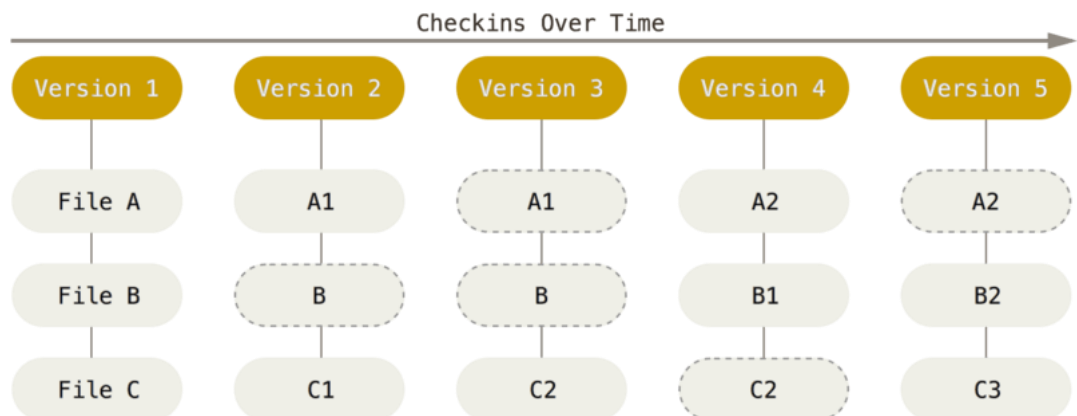 Checkins Over Time
Version 1 Version 2 Version 3 Version 4 Version 5
File A A1 A1 A2 A2
File B B B B1 B2
File C C1 C2 C2 C3